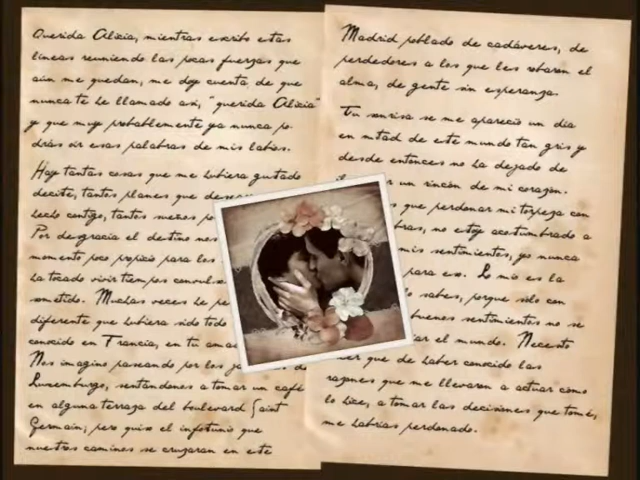 Querida Alicia, mientras escribo estas
líneas reuniendo las pocas fuerzas que
aún me quedan, me doy cuenta de que
nunca te he llamado así, "querida Alicia"
y que muy probablemente ya nunca po-
drás oír esas palabras de mis labios.
Hay tantas cosas que me hubiera gustado
decirte, tantos planes que
hecho contigo, tantos sueños
Por desgracia el destino nos
momento poco propicio para los
ha tocado vivir tiempos
sometido. Muchas veces he
diferente que hubiera sido todo
conocido en Francia, en tu
Nos imagino paseando por los de
Luxemburgo, sentándonos a tomar un café
en alguna terraza del boulevard Saint
Germain; pero quiso el infotunio que
nuestros caminos se cruzaran en este
Madrid poblado de cadáveres, de
perdedores a los que les robaron el
alma, de gente sin esperanza.
Tu sonrisa se me apareció un día
en mitad de este mundo tan gris y
desde entonces no ha dejado de
un rincón de mi corazón.
que perdonar mi torpeza con
no estoy acostumbrado a
mis sentimientos, yo nunca
para eso. Lo mío es la
sabes, porque sólo con
buenos sentimientos no se
el mundo. Necesito
que de haber conocido las
razones que me llevaron a actuar como
lo hice, a tomar las decisiones que tomé,
me habrías perdonado.